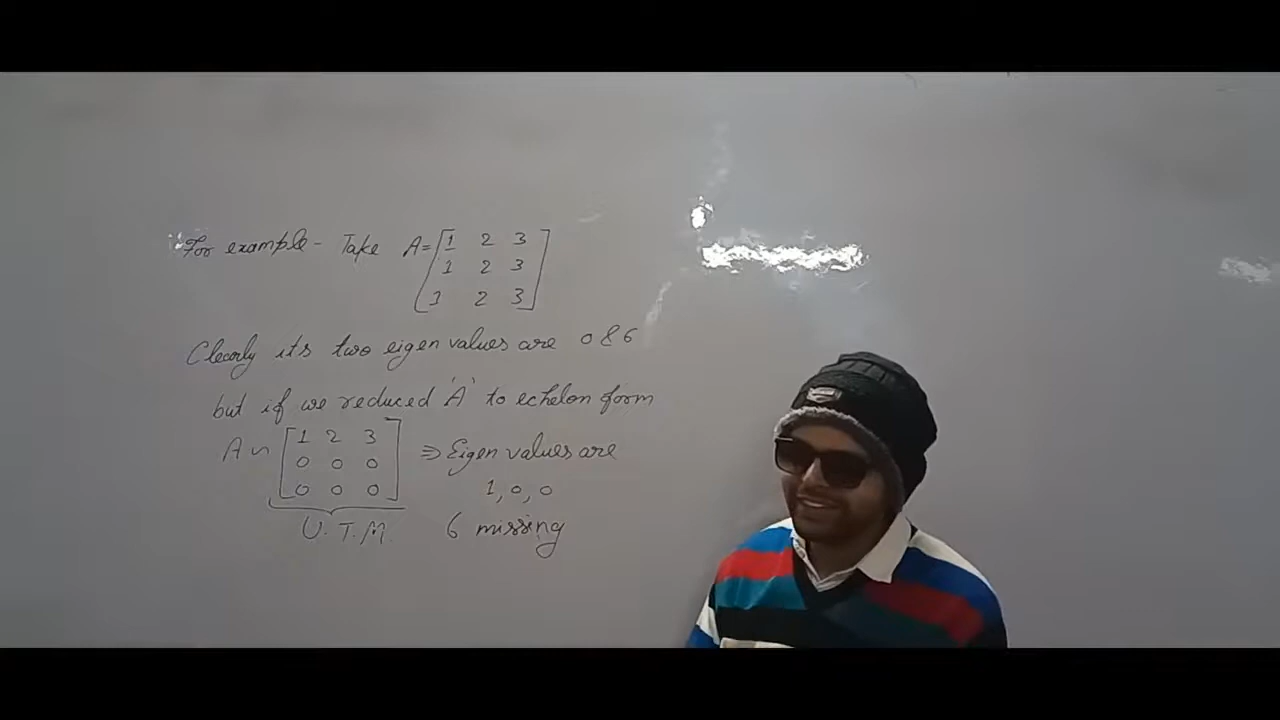 For example - Take A = [1 2 3
1 2 3
1 2 3]
Clearly its two eigen values are 0 & 6
but if we reduced 'A' to echelon form
A ~ [1 2 3
0 0 0
0 0 0]
⇒ Eigen values are
1, 0, 0
U.T.M.
6 missing